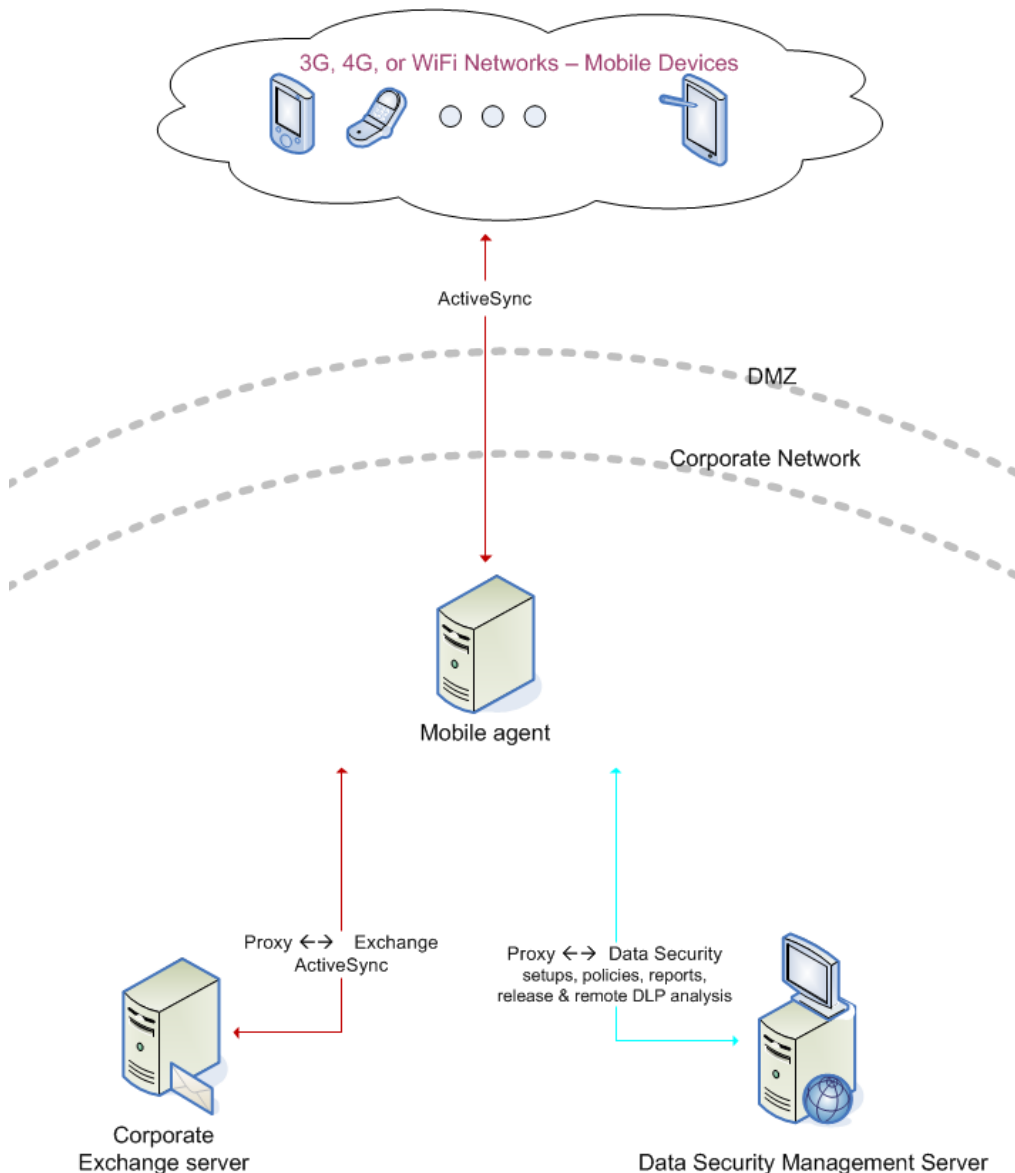 3G, 4G, or WiFi Networks – Mobile Devices
ActiveSync
DMZ
Corporate Network
Mobile agent
Proxy ←→ Exchange
ActiveSync
Proxy ←→ Data Security
setups, policies, reports,
release & remote DLP analysis
Corporate
Exchange server
Data Security Management Server